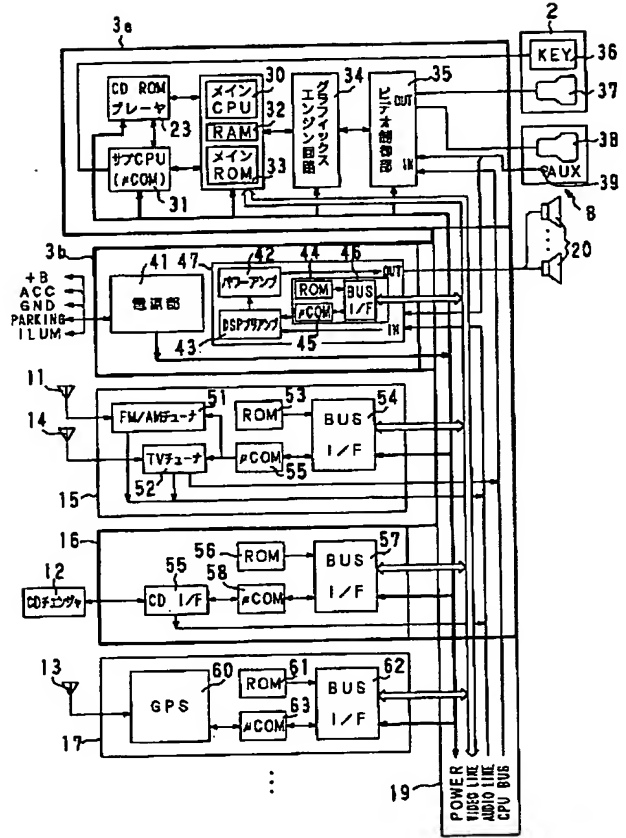 3a
2
KEY
36
37
38
PAUX
39
8
20
CD ROM
プレーヤ
23
サブCPU
(μCOM)
31
メイン
CPU
30
RAM
32
メイン
ROM
33
グラフィックス
エンジン回路
34
ビデオ制御部
OUT
IN
35
3b
+B
ACC
GND
PARKING
ILUM
41
電源部
47
42
パワーアンプ
DSPプリアンプ
43
44
ROM
μCOM
45
46
BUS
I/F
OUT
IN
11
14
FM/AMチューナ
51
TVチューナ
52
ROM
53
μCOM
55
BUS
I/F
54
15
16
12
CDチェンジャ
55
CD I/F
56
ROM
58
μCOM
BUS
I/F
57
13
GPS
60
ROM
61
μCOM
63
BUS
I/F
62
17
19
POWER
VIDEO LINE
AUDIO LINE
CPU BUS